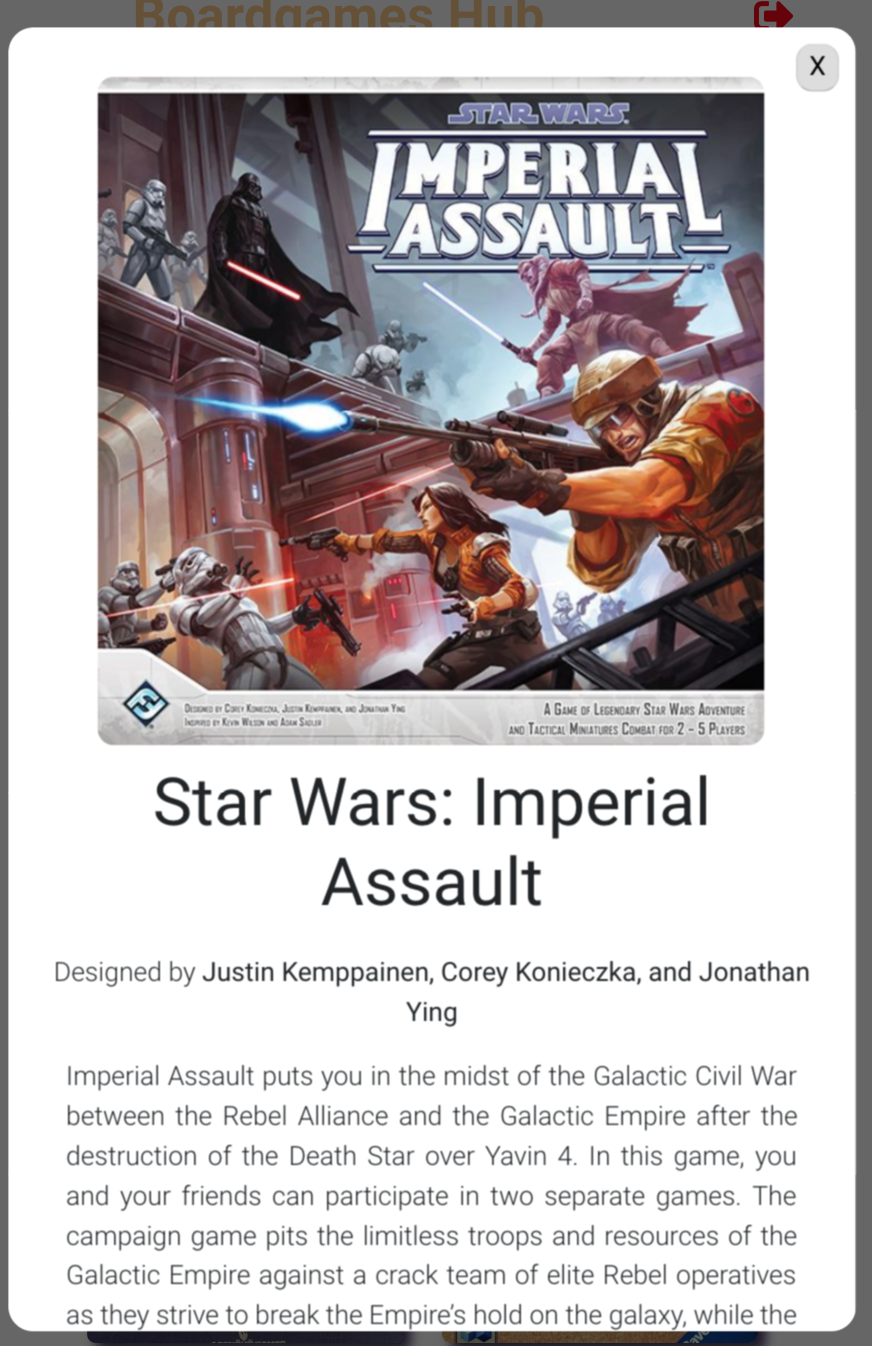 Boardgames Hub
X
STAR WARS
IMPERIAL
ASSAULT
DESIGNED BY COREY KONIECZKA, JUSTIN KEMPPAINEN, AND JONATHAN YING
INSPIRED BY KEVIN WILSON AND ADAM SADLER
A GAME OF LEGENDARY STAR WARS ADVENTURE
AND TACTICAL MINIATURES COMBAT FOR 2 – 5 PLAYERS
Star Wars: Imperial
Assault
Designed by Justin Kemppainen, Corey Konieczka, and Jonathan
Ying
Imperial Assault puts you in the midst of the Galactic Civil War
between the Rebel Alliance and the Galactic Empire after the
destruction of the Death Star over Yavin 4. In this game, you
and your friends can participate in two separate games. The
campaign game pits the limitless troops and resources of the
Galactic Empire against a crack team of elite Rebel operatives
as they strive to break the Empire’s hold on the galaxy, while the